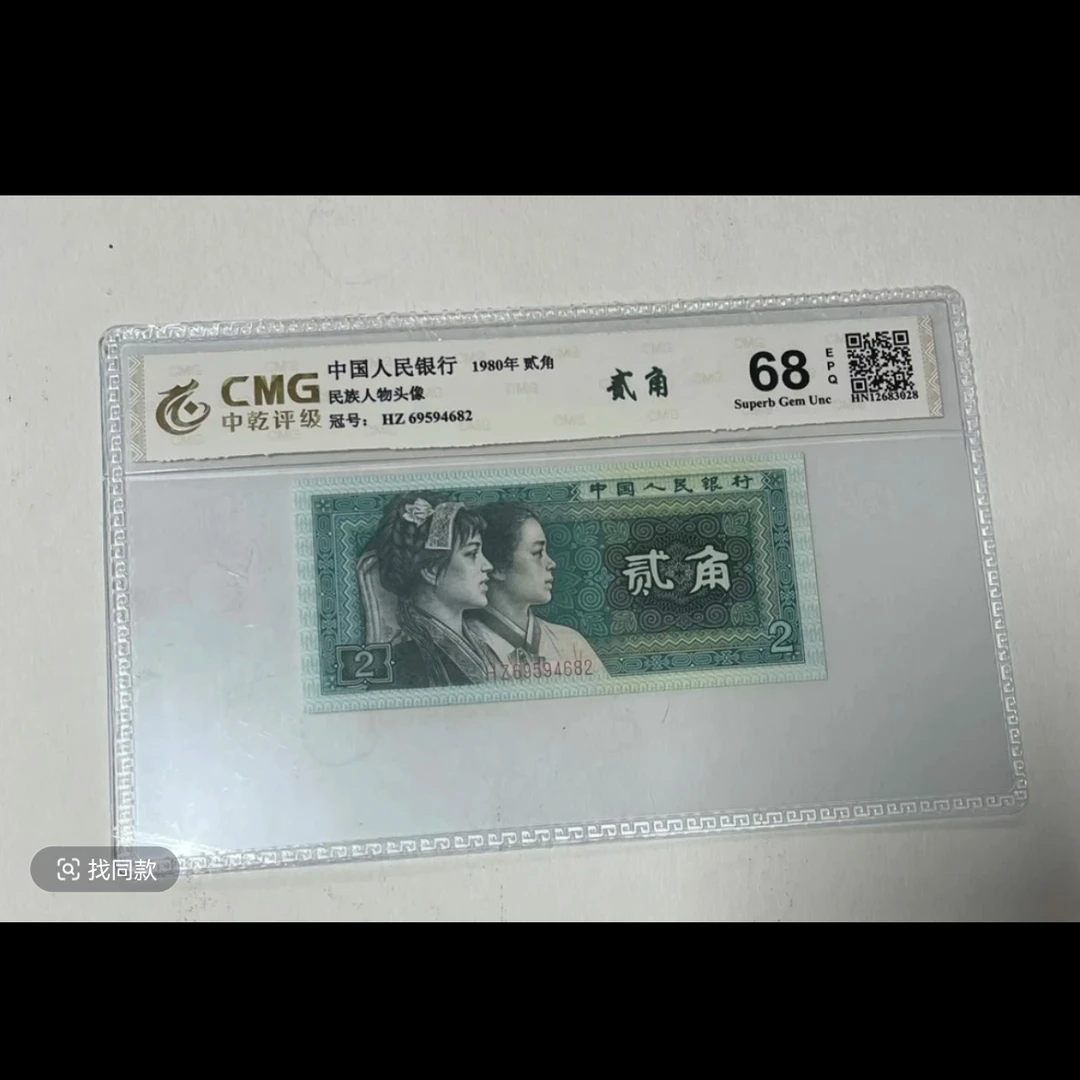 CMG
中乾评级
中国人民银行 1980年 贰角
民族人物头像
冠号: HZ 69594682
贰角
68
EPQ
Superb Gem Unc
HN12683028
中国人民银行
贰角
2
2
HZ69594682
找同款